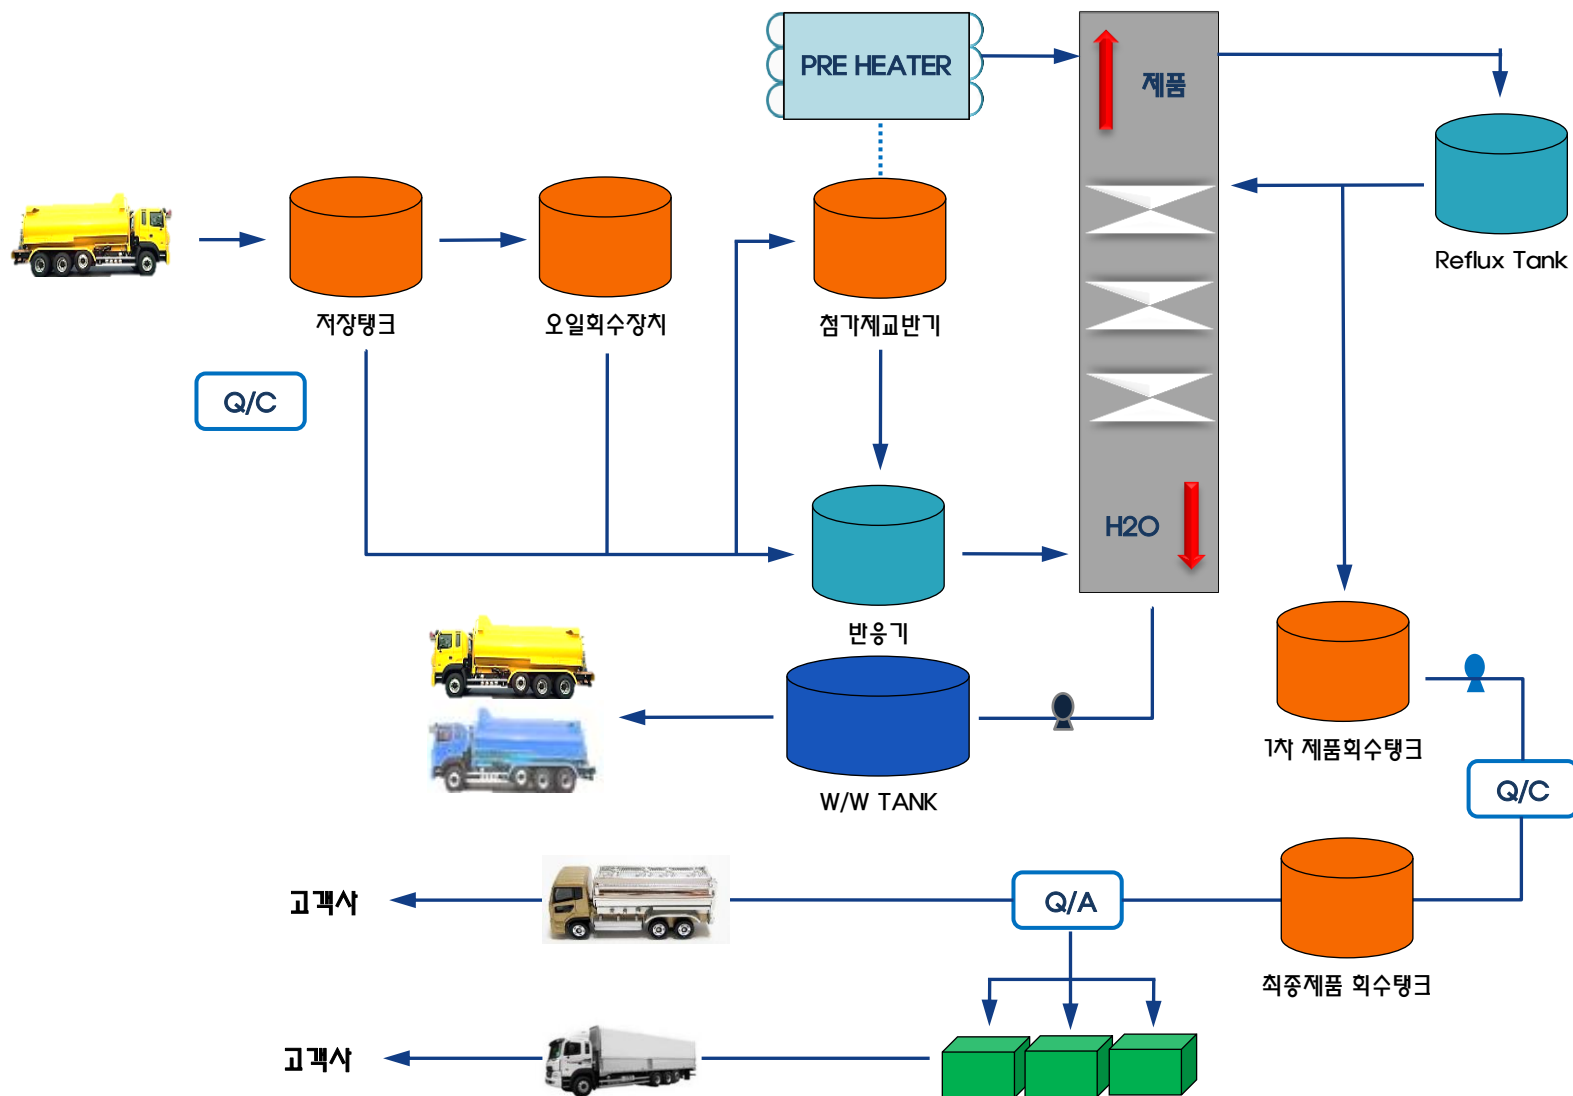 PRE HEATER
제품
Reflux Tank
저장탱크
오일회수장치
첨가제교반기
Q/C
H2O
반응기
1차 제품회수탱크
Q/C
W/W TANK
고객사
Q/A
최종제품 회수탱크
고객사